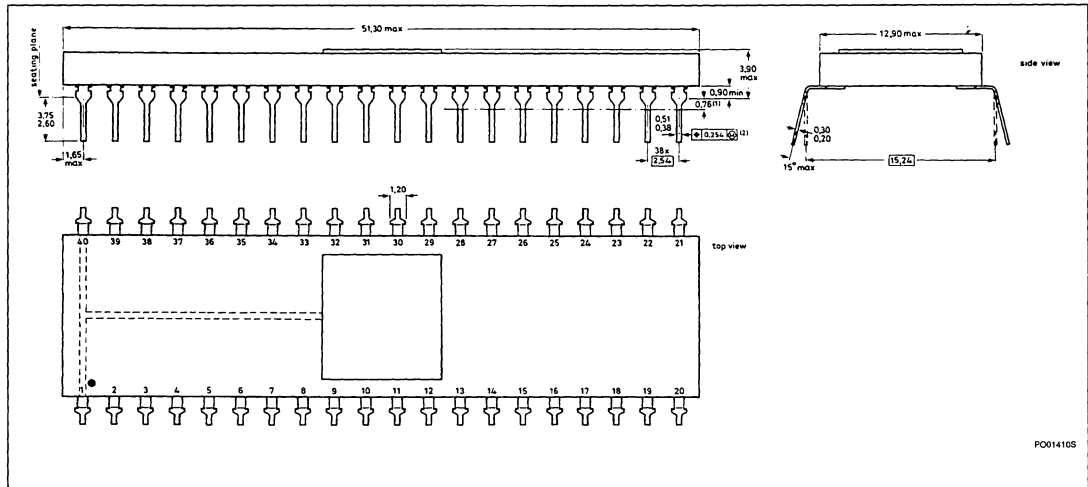 51,30 max
seating plane
3,90
max
0,90 min
0,76(1)
3,75
2,60
0,51
0,38
0,254 M (2)
1,65
max
38x
2,54
12,90 max
side view
0,30
0,20
15° max
15,24
1,20
40 39 38 37 36 35 34 33 32 31 30 29 28 27 26 25 24 23 22 21
top view
1 2 3 4 5 6 7 8 9 10 11 12 13 14 15 16 17 18 19 20
PO01410S